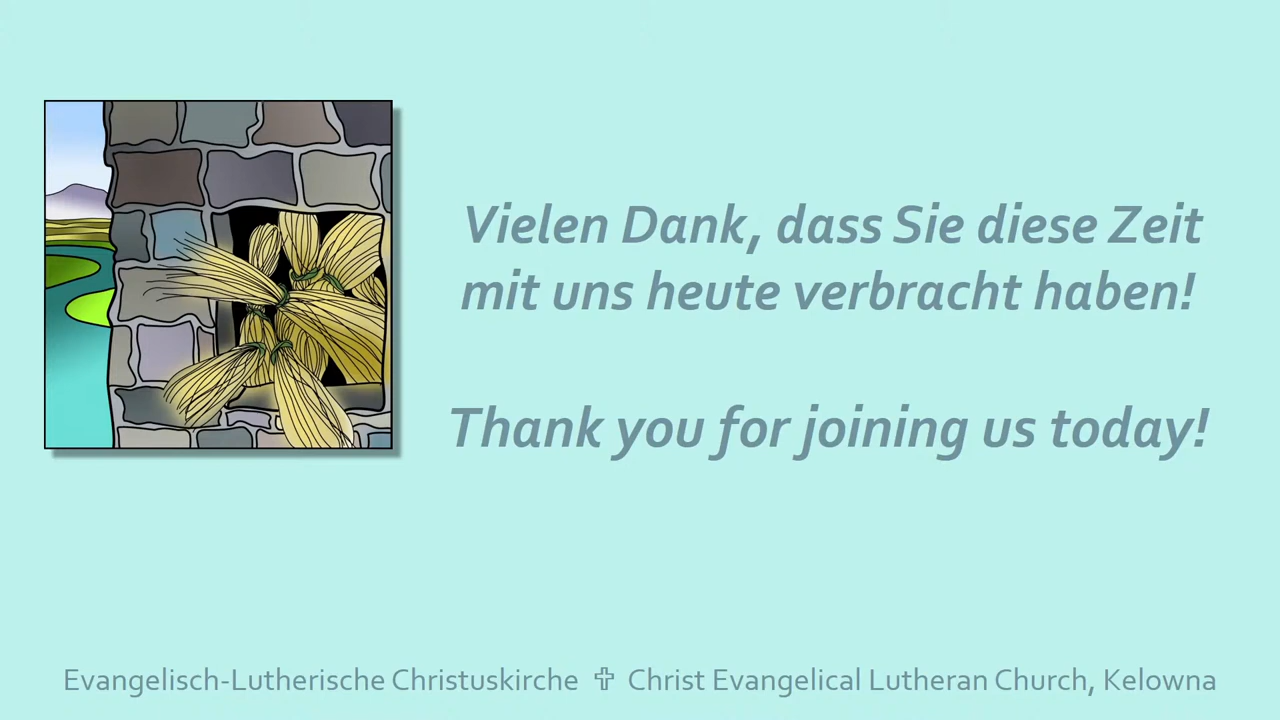 Vielen Dank, dass Sie diese Zeit
mit uns heute verbracht haben!
Thank you for joining us today!
Evangelisch-Lutherische Christuskirche ✞ Christ Evangelical Lutheran Church, Kelowna